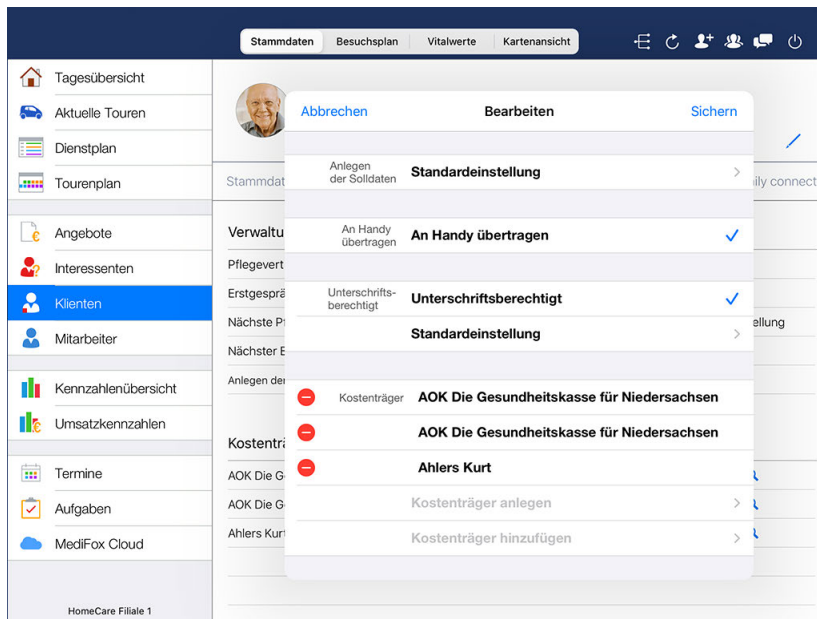 Stammdaten Besuchsplan Vitalwerte Kartenansicht
Tagesübersicht
Aktuelle Touren
Dienstplan
Tourenplan
Angebote
Interessenten
Klienten
Mitarbeiter
Kennzahlenübersicht
Umsatzkennzahlen
Termine
Aufgaben
MediFox Cloud
HomeCare Filiale 1
Stammdat
ily connect
Verwaltu
Pflegevert
Erstgesprä
Nächste Pf
ellung
Nächster B
Anlegen der
Kostenträ
AOK Die G
AOK Die G
Ahlers Kurt
Abbrechen Bearbeiten Sichern
Anlegen
der Solldaten
Standardeinstellung
An Handy
übertragen
An Handy übertragen
Unterschrifts-
berechtigt
Unterschriftsberechtigt
Standardeinstellung
Kostenträger AOK Die Gesundheitskasse für Niedersachsen
AOK Die Gesundheitskasse für Niedersachsen
Ahlers Kurt
Kostenträger anlegen
Kostenträger hinzufügen